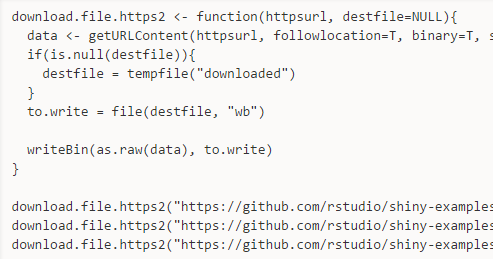 download.file.https2 <- function(httpsurl, destfile=NULL){
data <- getURLContent(httpsurl, followlocation=T, binary=T,
if(is.null(destfile)){
destfile = tempfile("downloaded")
}
to.write = file(destfile, "wb")
writeBin(as.raw(data), to.write)
}
download.file.https2("https://github.com/rstudio/shiny-examples
download.file.https2("https://github.com/rstudio/shiny-examples
download.file.https2("https://github.com/rstudio/shiny-examples